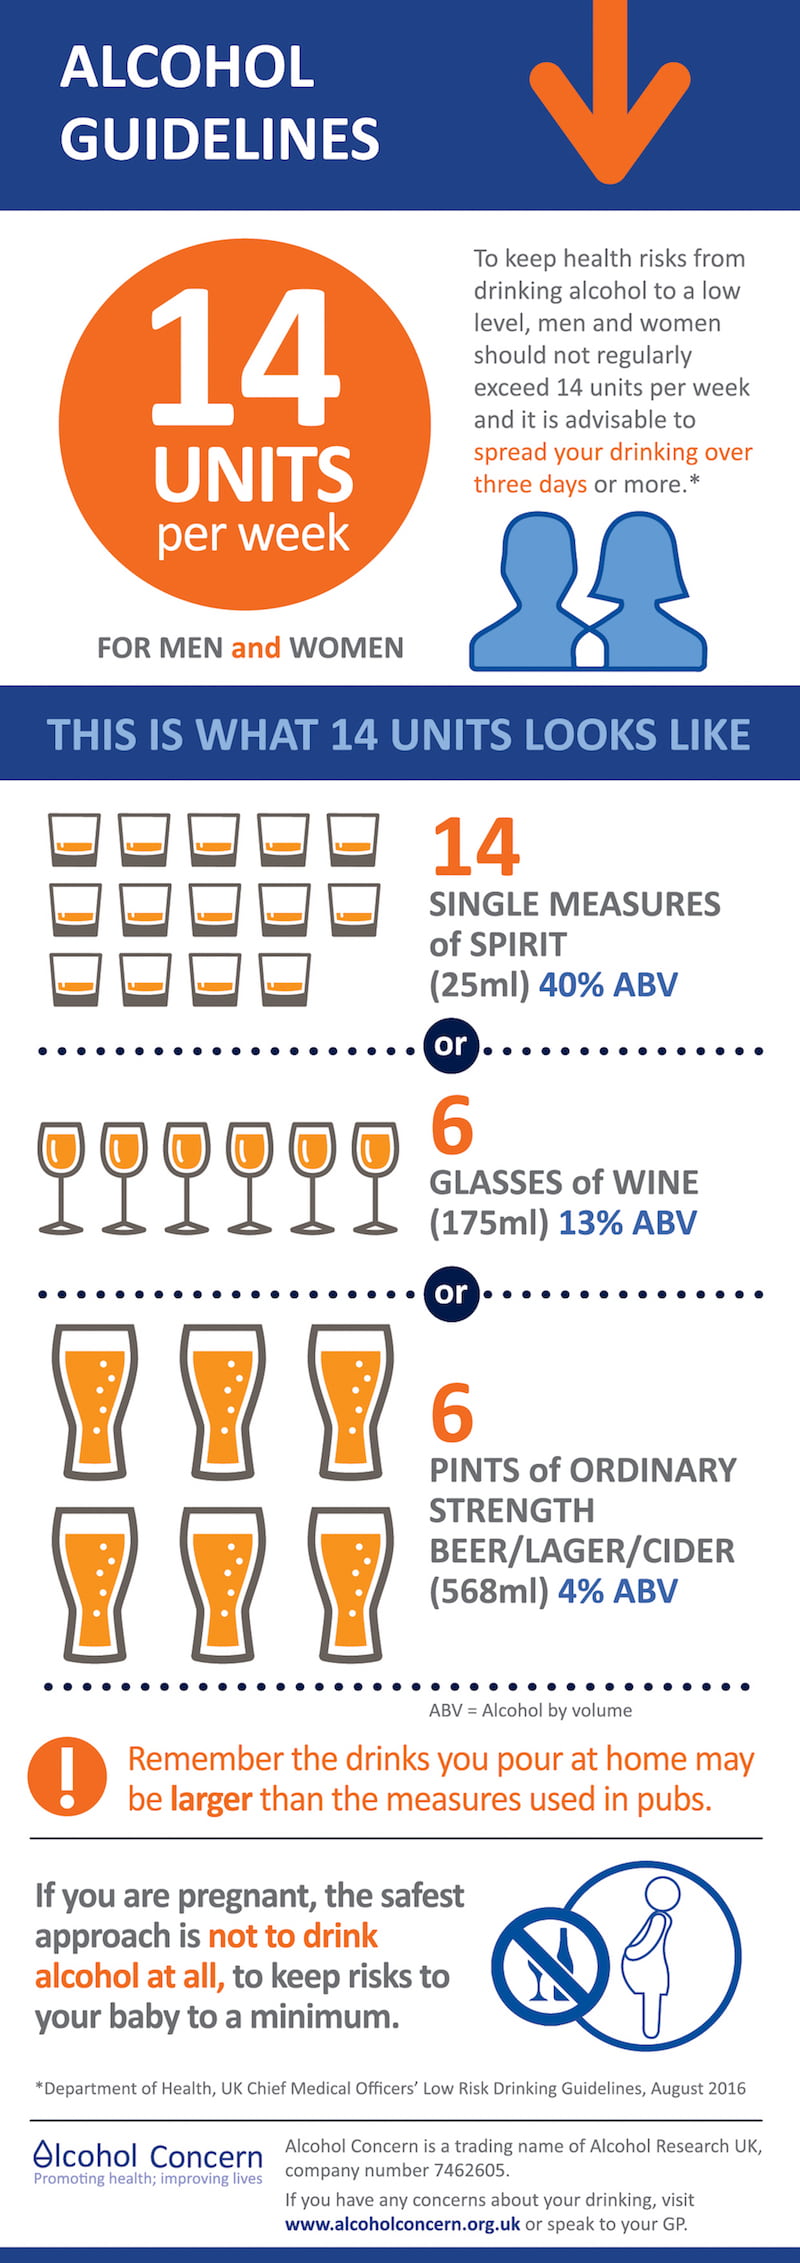 ALCOHOL
GUIDELINES
14
UNITS
per week
FOR MEN and WOMEN
To keep health risks from
drinking alcohol to a low
level, men and women
should not regularly
exceed 14 units per week
and it is advisable to
spread your drinking over
three days or more.*
THIS IS WHAT 14 UNITS LOOKS LIKE
14
SINGLE MEASURES
of SPIRIT
(25ml) 40% ABV
or
6
GLASSES of WINE
(175ml) 13% ABV
or
6
PINTS of ORDINARY
STRENGTH
BEER/LAGER/CIDER
(568ml) 4% ABV
ABV = Alcohol by volume
! Remember the drinks you pour at home may
be larger than the measures used in pubs.
If you are pregnant, the safest
approach is not to drink
alcohol at all, to keep risks to
your baby to a minimum.
*Department of Health, UK Chief Medical Officers’ Low Risk Drinking Guidelines, August 2016
Alcohol Concern
Promoting health; improving lives
Alcohol Concern is a trading name of Alcohol Research UK,
company number 7462605.
If you have any concerns about your drinking, visit
www.alcoholconcern.org.uk or speak to your GP.